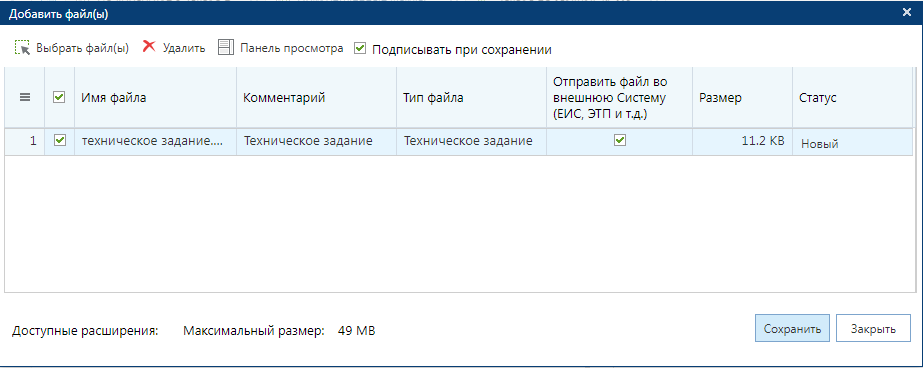 Добавить файл(ы)
Выбрать файл(ы) Удалить Панель просмотра Подписывать при сохранении
Имя файла Комментарий Тип файла Отправить файл во внешнюю Систему (ЕИС, ЭТП и т.д.) Размер Статус
1 техническое задание.... Техническое задание Техническое задание 11.2 KB Новый
Доступные расширения: Максимальный размер: 49 MB Сохранить Закрыть